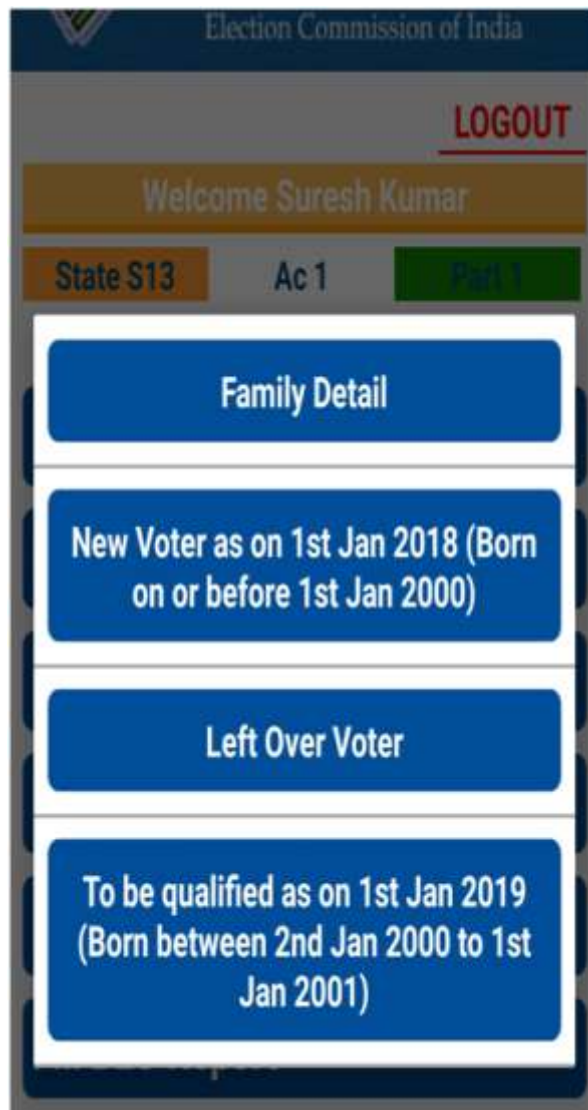 Election Commission of India
LOGOUT
Welcome Suresh Kumar
State S13
Ac 1
Part 1
Family Detail
New Voter as on 1st Jan 2018 (Born
on or before 1st Jan 2000)
Left Over Voter
To be qualified as on 1st Jan 2019
(Born between 2nd Jan 2000 to 1st
Jan 2001)